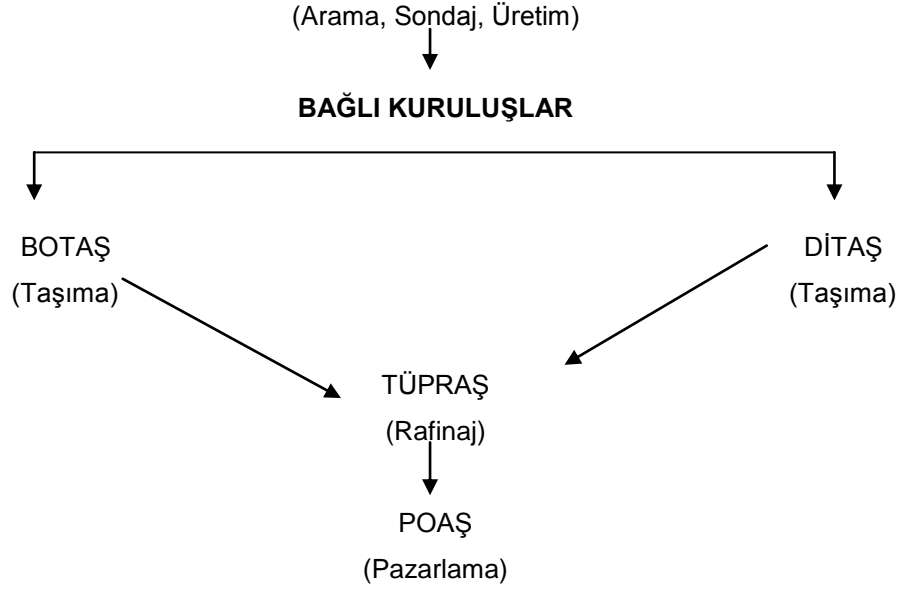 (Arama, Sondaj, Üretim)
BAĞLI KURULUŞLAR
BOTAŞ
(Taşıma)
DİTAŞ
(Taşıma)
TÜPRAŞ
(Rafinaj)
POAŞ
(Pazarlama)